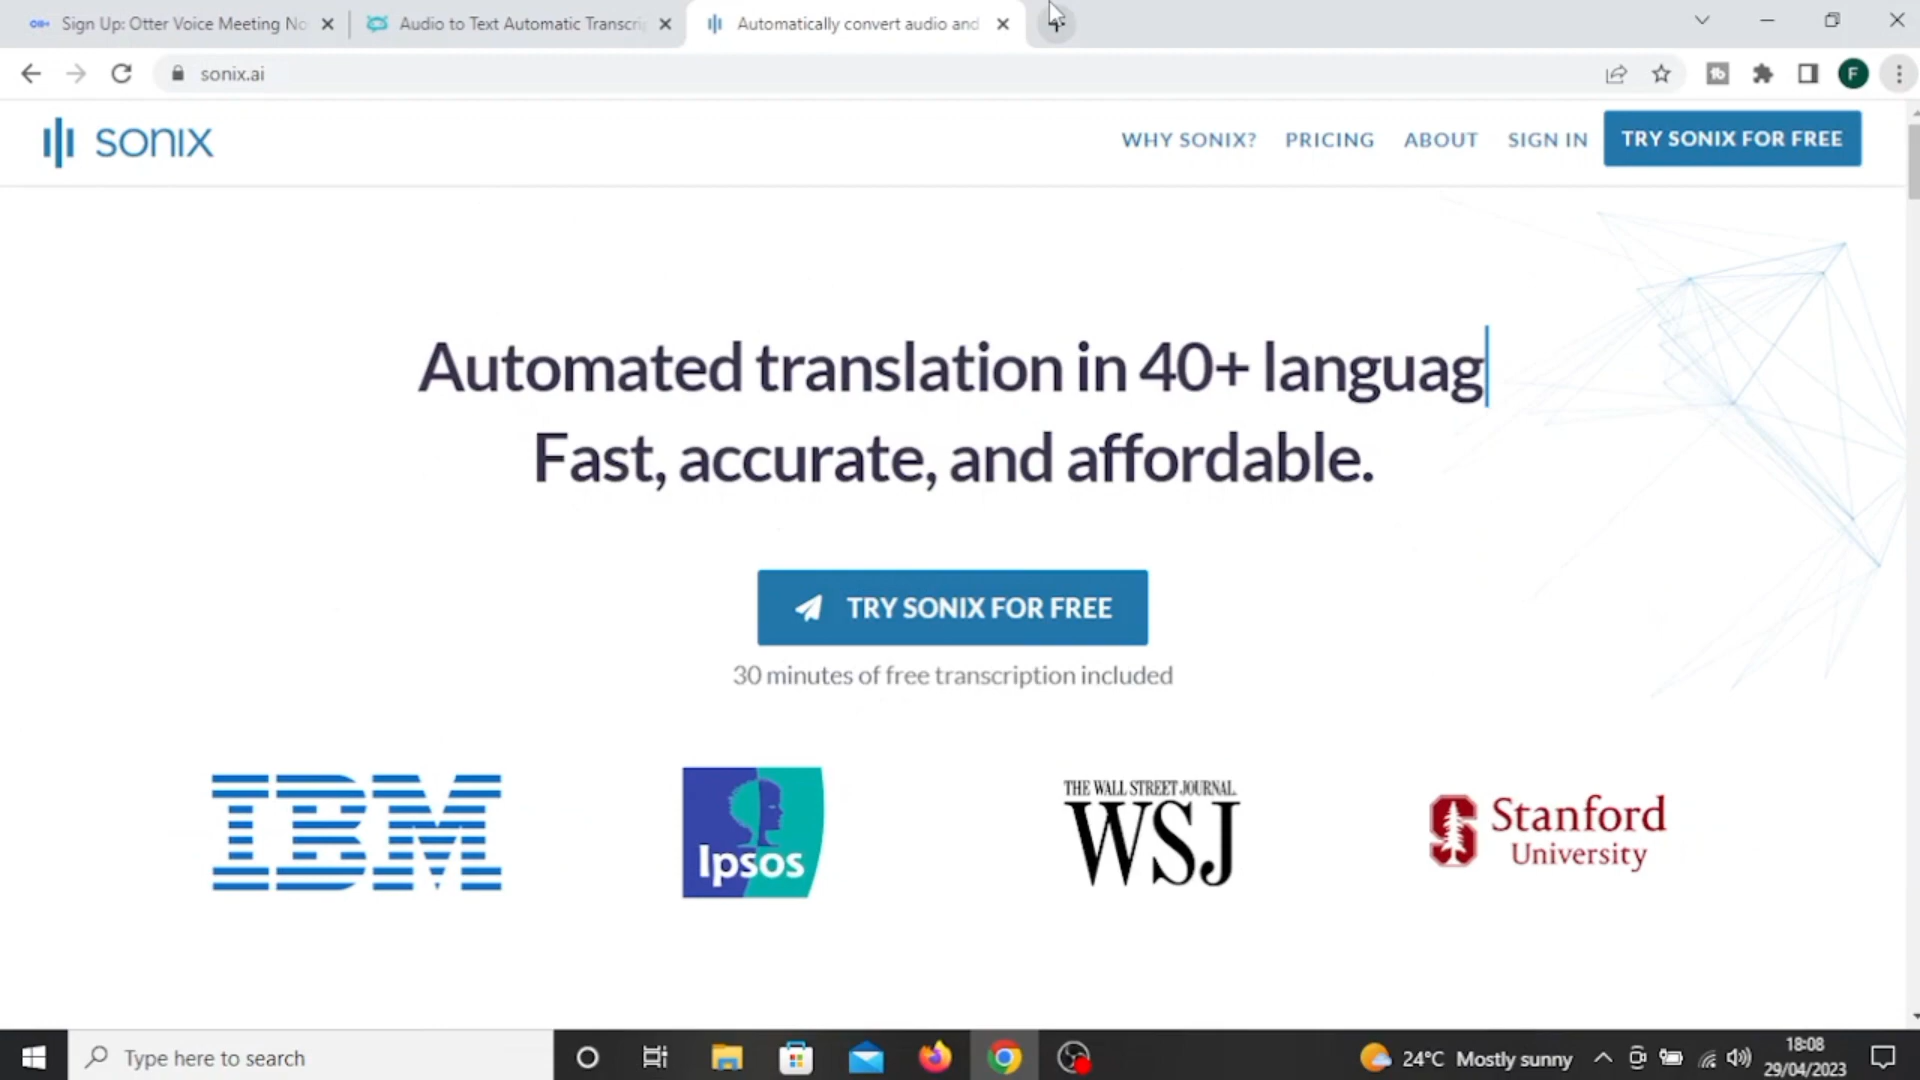 Sign Up: Otter Voice Meeting No
Audio to Text Automatic Transcri
Automatically convert audio and
sonix.ai
F
sonix
WHY SONIX?
PRICING
ABOUT
SIGN IN
TRY SONIX FOR FREE
Automated translation in 40+ languag
Fast, accurate, and affordable.
TRY SONIX FOR FREE
30 minutes of free transcription included
IBM
Ipsos
THE WALL STREET JOURNAL.
WSJ
Stanford
University
Type here to search
24°C Mostly sunny
18:08
29/04/2023